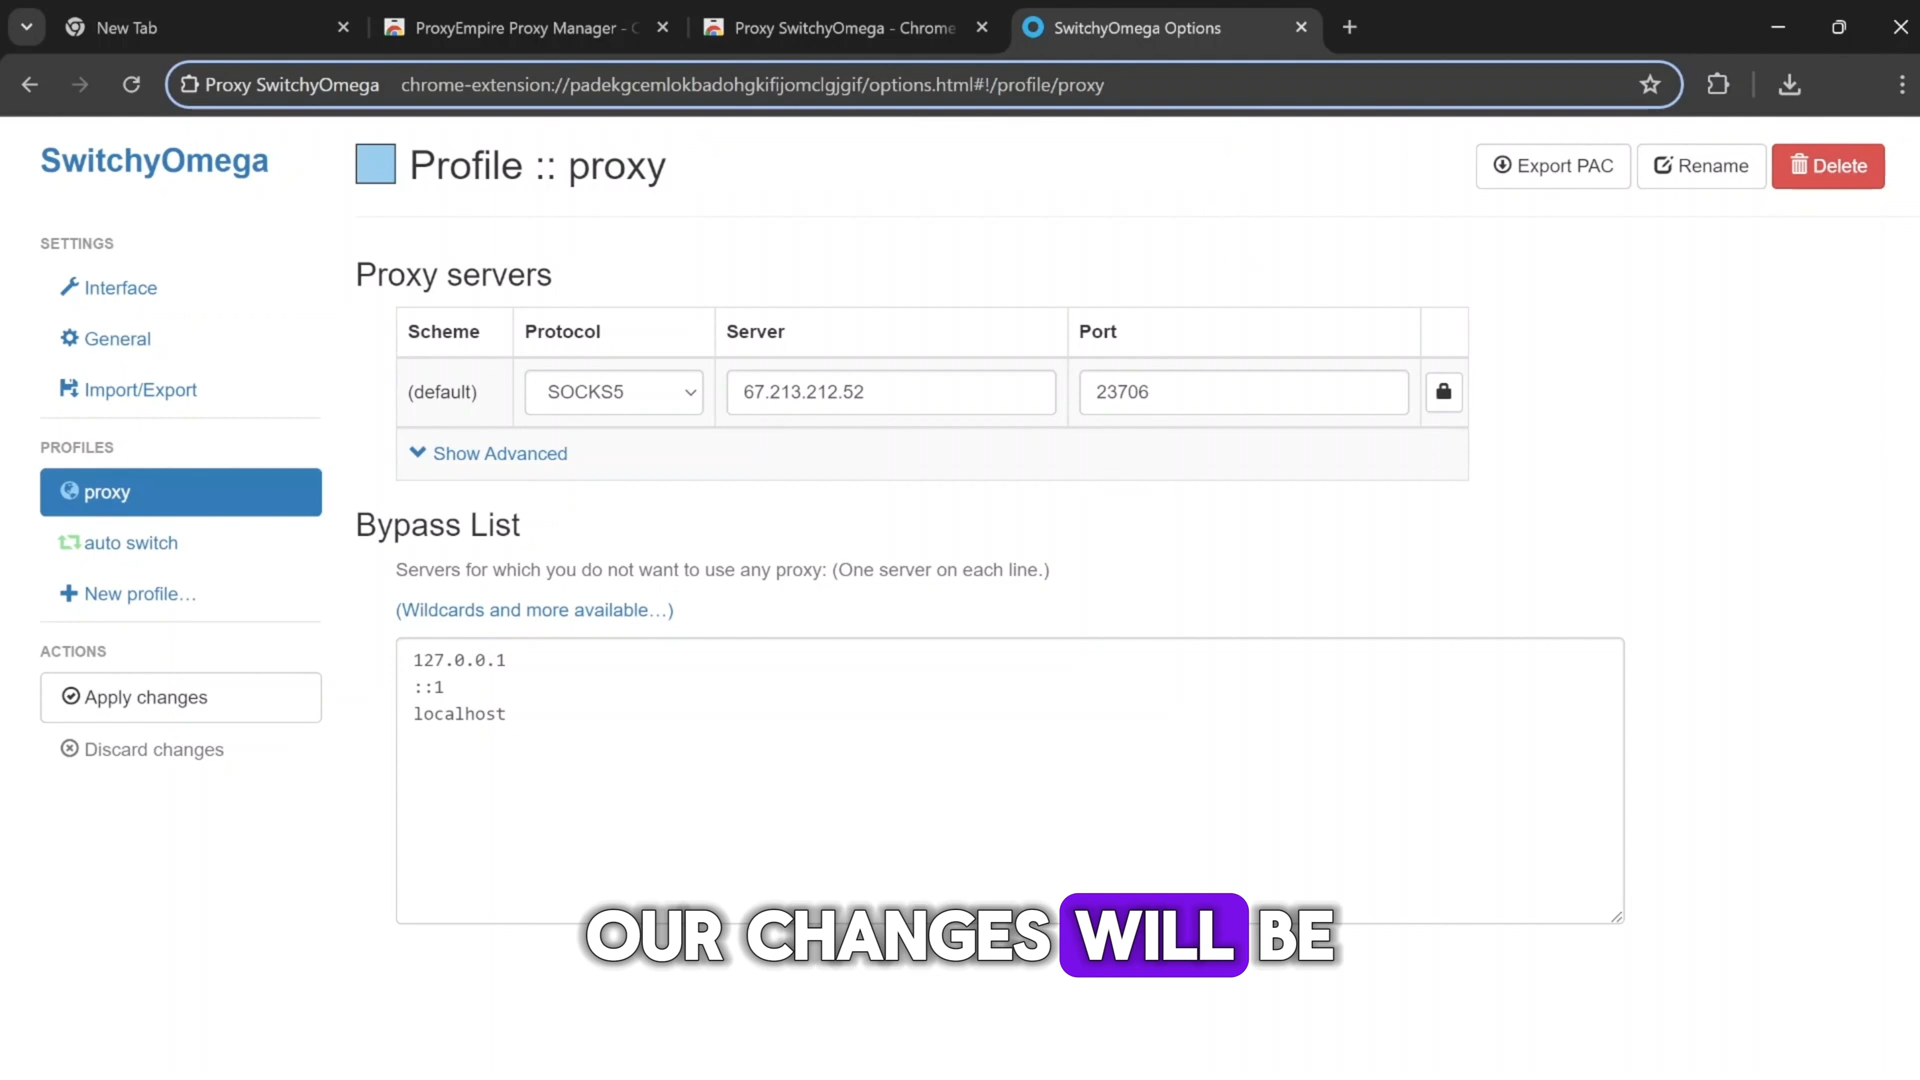 New Tab
ProxyEmpire Proxy Manager - C
Proxy SwitchyOmega - Chrome
SwitchyOmega Options
Proxy SwitchyOmega
chrome-extension://padekgcemlokbadohgkifijomclgjgif/options.html#!/profile/proxy
SwitchyOmega
Profile :: proxy
Export PAC
Rename
Delete
SETTINGS
Interface
General
Import/Export
PROFILES
proxy
auto switch
New profile…
ACTIONS
Apply changes
Discard changes
Proxy servers
Scheme Protocol Server Port
(default) SOCKS5 67.213.212.52 23706
Show Advanced
Bypass List
Servers for which you do not want to use any proxy: (One server on each line.)
(Wildcards and more available…)
127.0.0.1
::1
localhost
OUR CHANGES WILL BE